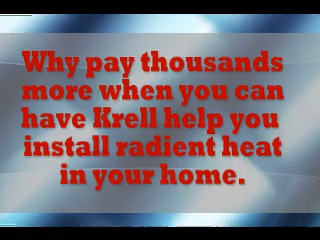 Why pay thousands
more when you can
have Krell help you
install radient heat
in your home.